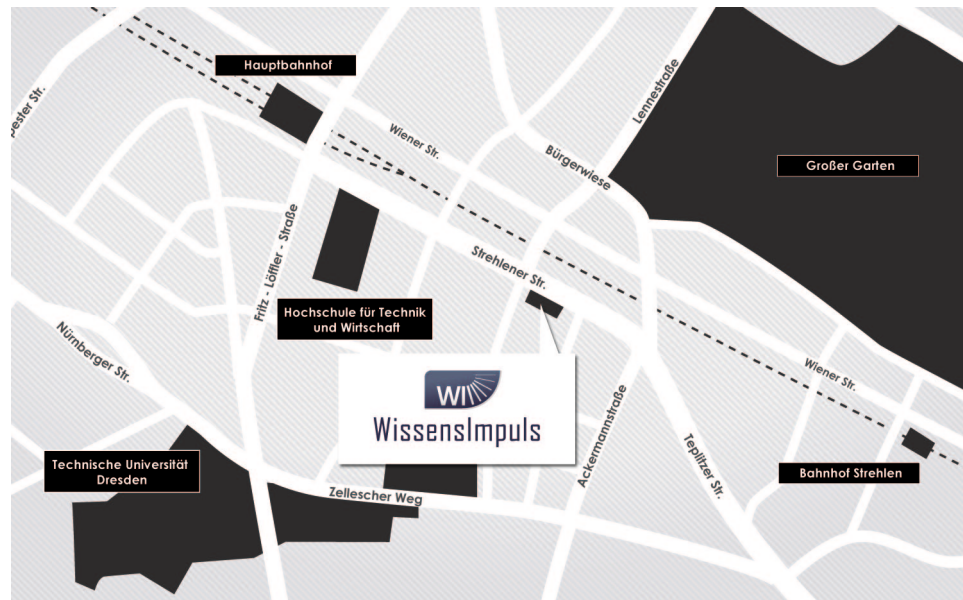 Hauptbahnhof
pester Str.
Wiener Str.
Lennestraße
Bürgerwiese
Großer Garten
Fritz - Löffler - Straße
Strehlener Str.
Hochschule für Technik
und Wirtschaft
Nürnberger Str.
WI
WissensImpuls
Wiener Str.
Ackermannstraße
Teplitzer Str.
Technische Universität
Dresden
Zellescher Weg
Bahnhof Strehlen